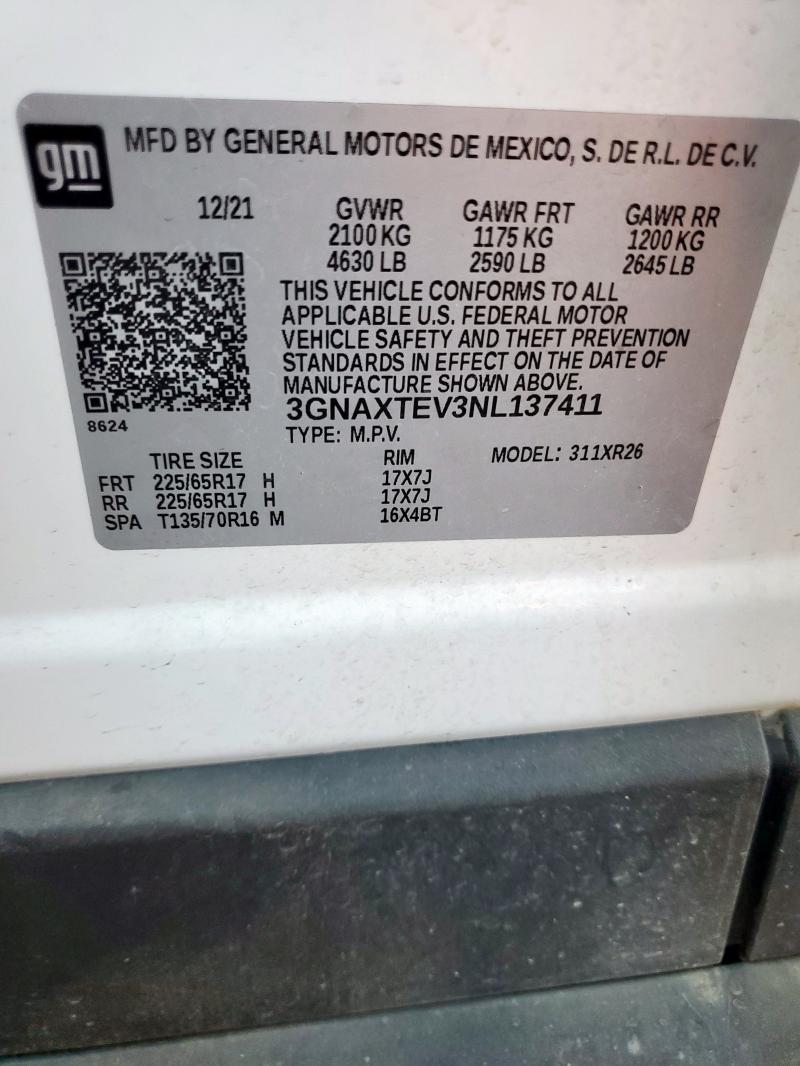 gm
MFD BY GENERAL MOTORS DE MEXICO, S. DE R.L. DE C.V.
12/21 GVWR GAWR FRT GAWR RR
2100 KG 1175 KG 1200 KG
4630 LB 2590 LB 2645 LB
THIS VEHICLE CONFORMS TO ALL
APPLICABLE U.S. FEDERAL MOTOR
VEHICLE SAFETY AND THEFT PREVENTION
STANDARDS IN EFFECT ON THE DATE OF
MANUFACTURE SHOWN ABOVE.
3GNAXTEV3NL137411
8624
TYPE: M.P.V.
TIRE SIZE RIM MODEL: 311XR26
FRT 225/65R17 H 17X7J
RR 225/65R17 H 17X7J
SPA T135/70R16 M 16X4BT